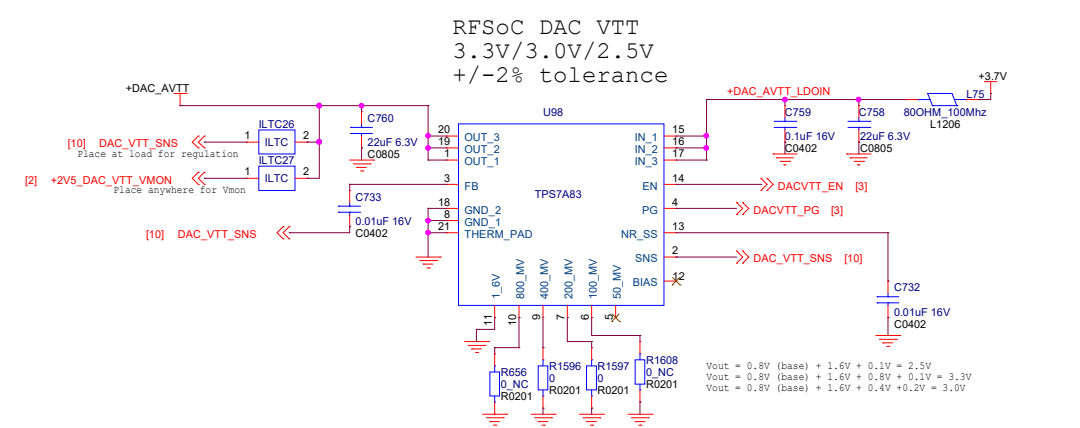 RFSoC DAC VTT
3.3V/3.0V/2.5V
+/-2% tolerance
+DAC_AVTT
+3.7V
+DAC_AVTT_LDOIN
L75
80OHM_100Mhz
L1206
U98
ILTC26
1 ILTC 2
[10] DAC_VTT_SNS
Place at load for regulation
ILTC27
1 ILTC 2
[2] +2V5_DAC_VTT_VMON
Place anywhere for Vmon
C760
22uF 6.3V
C0805
C759
0.1uF 16V
C0402
C758
22uF 6.3V
C0805
20 OUT_3
19 OUT_2
1 OUT_1
3 FB
18 GND_2
8 GND_1
21 THERM_PAD
TPS7A83
IN_1 15
IN_2 16
IN_3 17
EN 14
DACVTT_EN [3]
PG 4
DACVTT_PG [3]
NR_SS 13
SNS 2
DAC_VTT_SNS [10]
BIAS 12
C733
0.01uF 16V
C0402
[10] DAC_VTT_SNS
C732
0.01uF 16V
C0402
1_6V
800_MV
400_MV
200_MV
100_MV
50_MV
11
10
9
7
6
5
R656
0_NC
R0201
R1596
0
R0201
R1597
0
R0201
R1608
0_NC
R0201
Vout = 0.8V (base) + 1.6V + 0.1V = 2.5V
Vout = 0.8V (base) + 1.6V + 0.8V + 0.1V = 3.3V
Vout = 0.8V (base) + 1.6V + 0.4V +0.2V = 3.0V